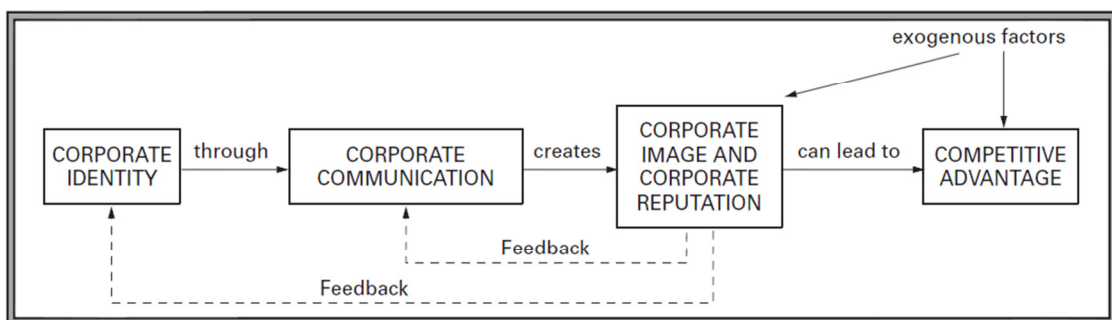 exogenous factors
CORPORATE
IDENTITY
through
CORPORATE
COMMUNICATION
creates
CORPORATE
IMAGE AND
CORPORATE
REPUTATION
can lead to
COMPETITIVE
ADVANTAGE
Feedback
Feedback